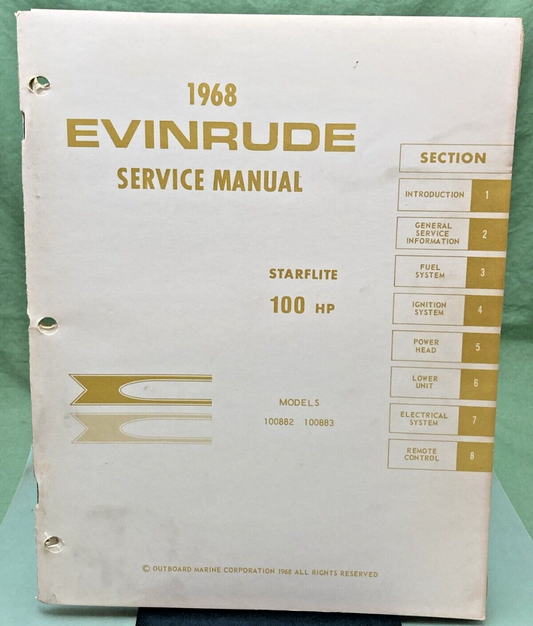 1968
EVINRUDE
SERVICE MANUAL
STARFLITE
100 HP
MODELS
100882 100883
SECTION
INTRODUCTION 1
GENERAL
SERVICE
INFORMATION 2
FUEL
SYSTEM 3
IGNITION
SYSTEM 4
POWER
HEAD 5
LOWER
UNIT 6
ELECTRICAL
SYSTEM 7
REMOTE
CONTROL 8
© OUTBOARD MARINE CORPORATION 1968 ALL RIGHTS RESERVED